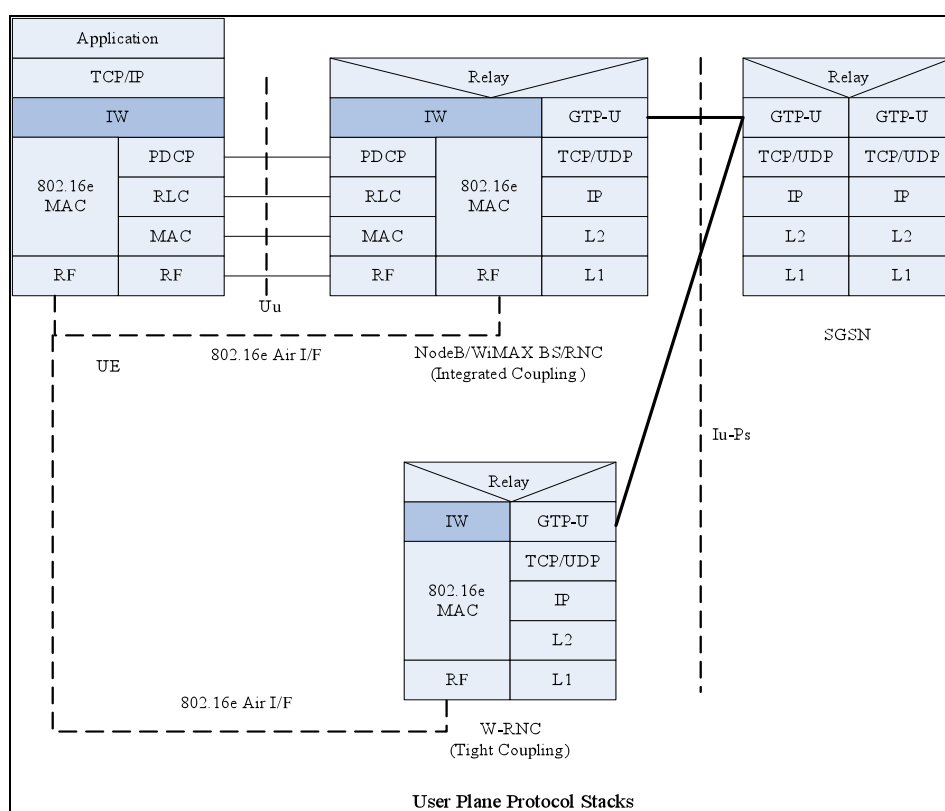 Application
TCP/IP
IW
802.16e
MAC
PDCP
RLC
MAC
RF
RF
UE
Uu
802.16e Air I/F
Relay
IW
GTP-U
PDCP
RLC
MAC
RF
802.16e
MAC
RF
TCP/UDP
IP
L2
L1
NodeB/WiMAX BS/RNC
(Integrated Coupling )
Relay
GTP-U
GTP-U
TCP/UDP
TCP/UDP
IP
IP
L2
L2
L1
L1
SGSN
Iu-Ps
Relay
IW
GTP-U
802.16e
MAC
TCP/UDP
IP
L2
RF
L1
802.16e Air I/F
W-RNC
(Tight Coupling)
User Plane Protocol Stacks